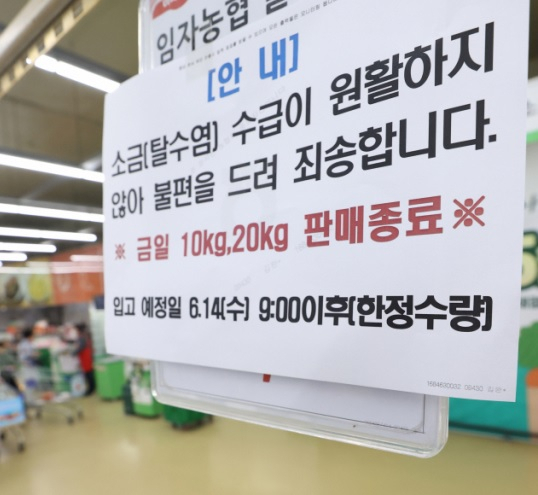 임자농협
[안 내]
소금(탈수염) 수급이 원활하지
않아 불편을 드려 죄송합니다.
※ 금일 10kg,20kg 판매종료※
입고 예정일 6.14(수) 9:00이후(한정수량)